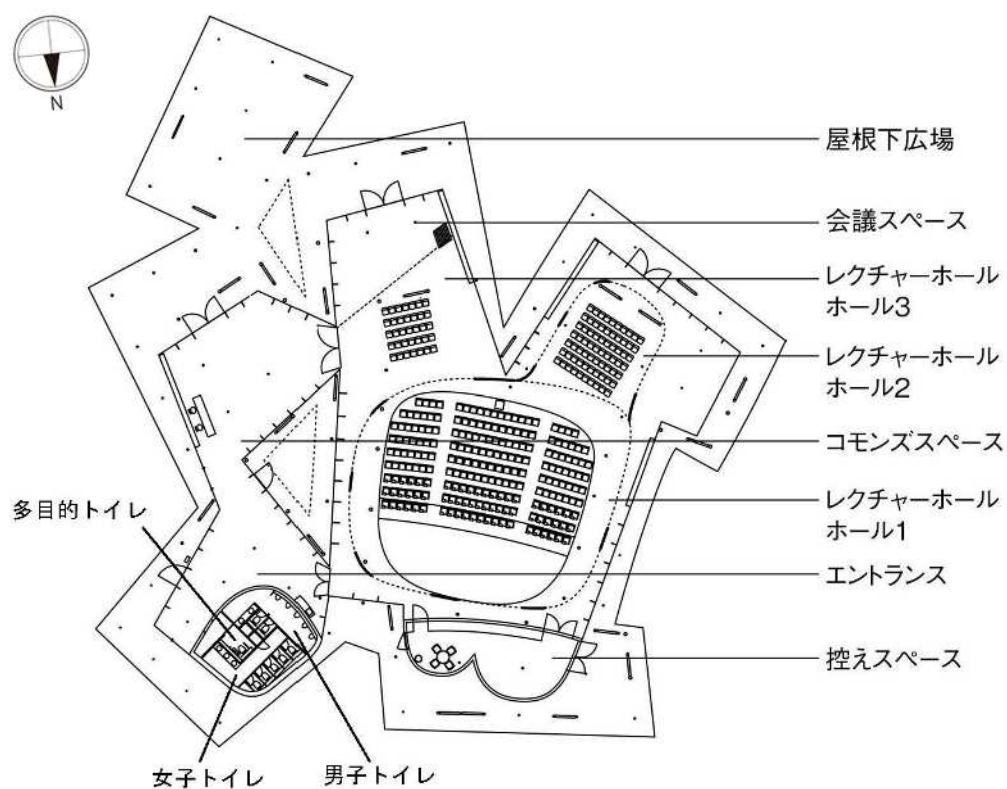 N
屋根下広場
会議スペース
レクチャーホール
ホール3
レクチャーホール
ホール2
コモンズスペース
多目的トイレ
レクチャーホール
ホール1
エントランス
控えスペース
女子トイレ
男子トイレ